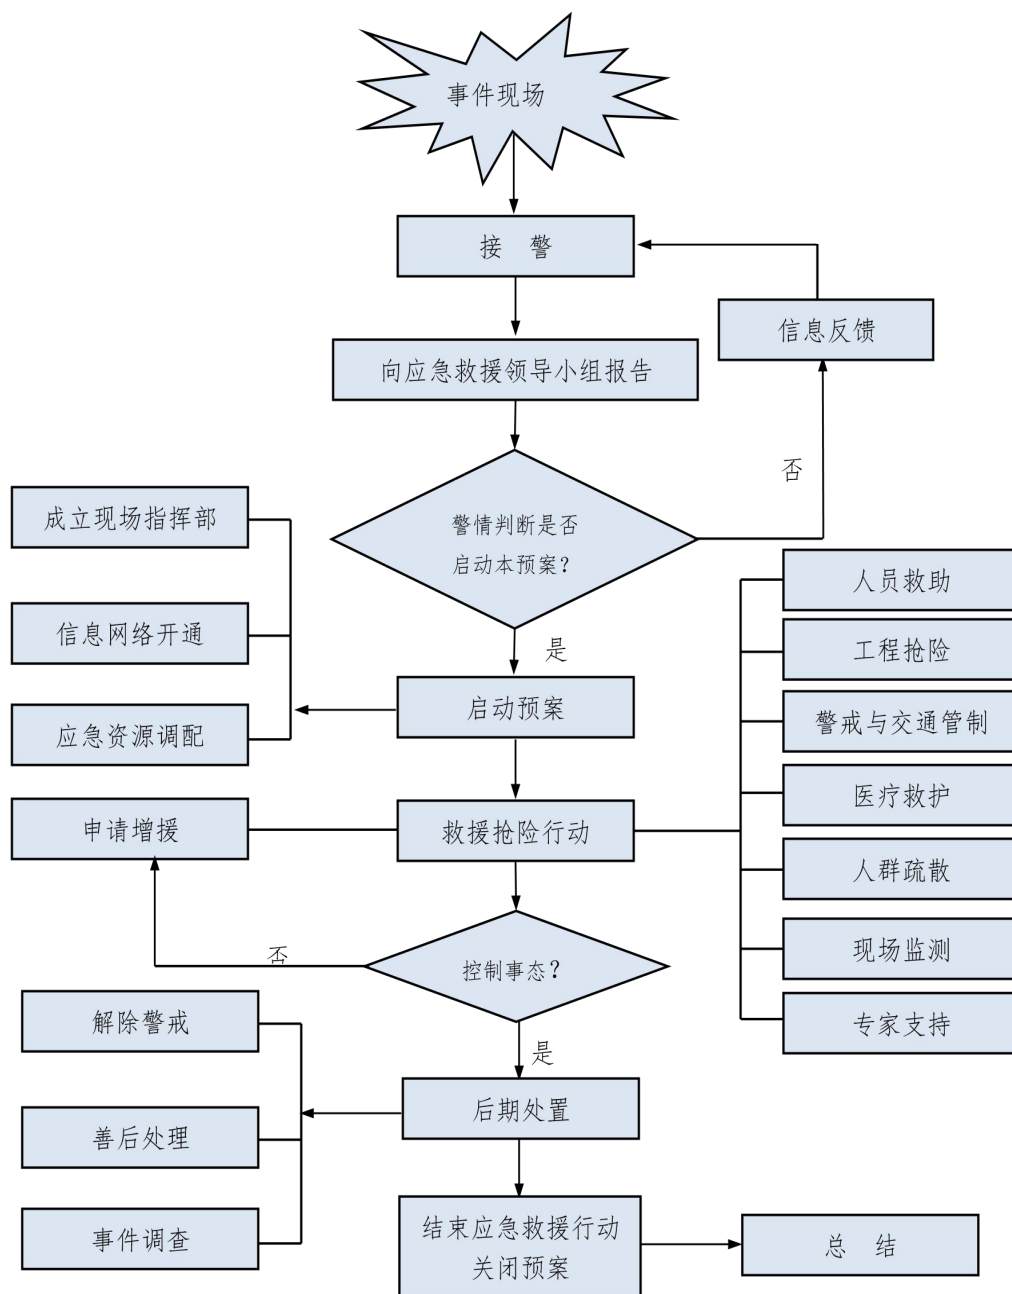 事件现场
接 警
信息反馈
向应急救援领导小组报告
否
警情判断是否
启动本预案？
成立现场指挥部
信息网络开通
应急资源调配
是
启动预案
人员救助
工程抢险
警戒与交通管制
医疗救护
人群疏散
现场监测
专家支持
申请增援
救援抢险行动
否
控制事态？
是
解除警戒
善后处理
事件调查
后期处置
结束应急救援行动
关闭预案
总 结